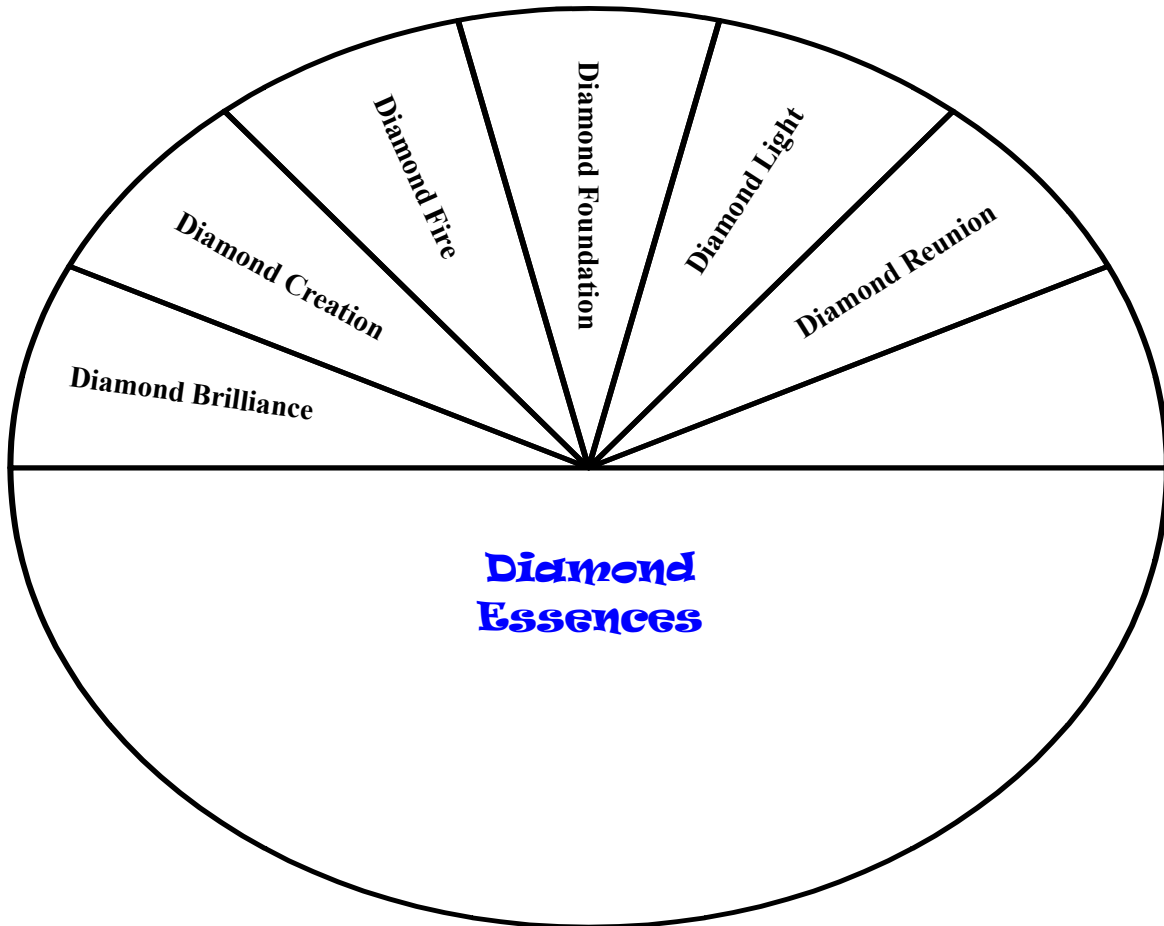 Diamond Brilliance
Diamond Creation
Diamond Fire
Diamond Foundation
Diamond Light
Diamond Reunion
Diamond
Essences